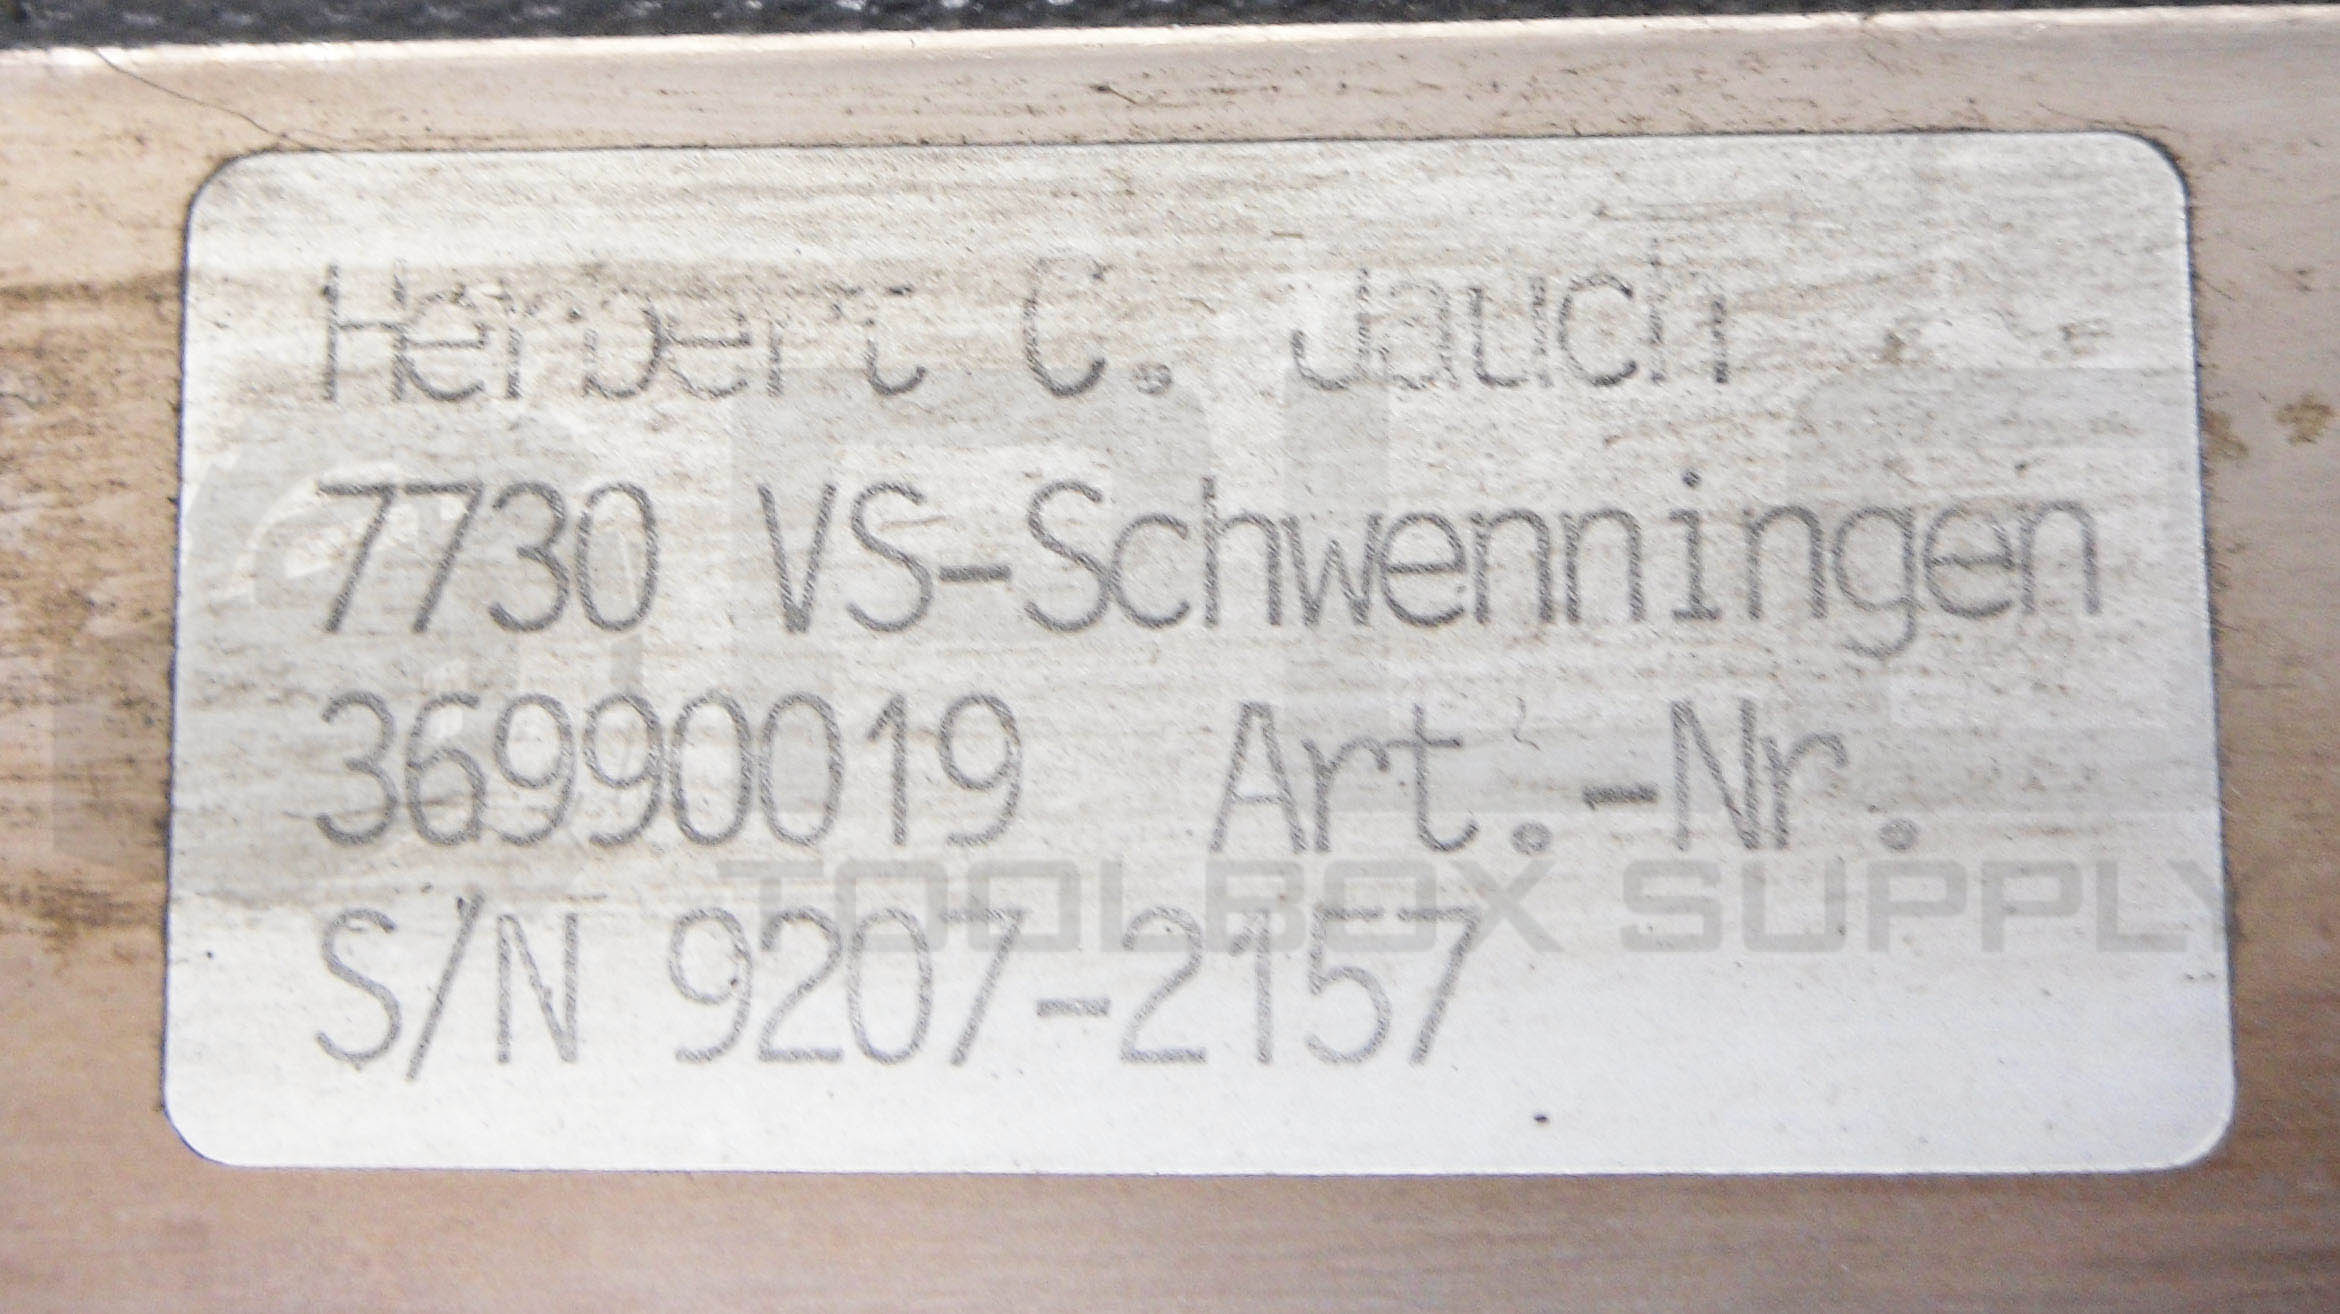 Herbert C. Jauch
7730 VS-Schwenningen
36990019 Art.-Nr.
S/N 9207-2157
TOOLBOX SUPPLY